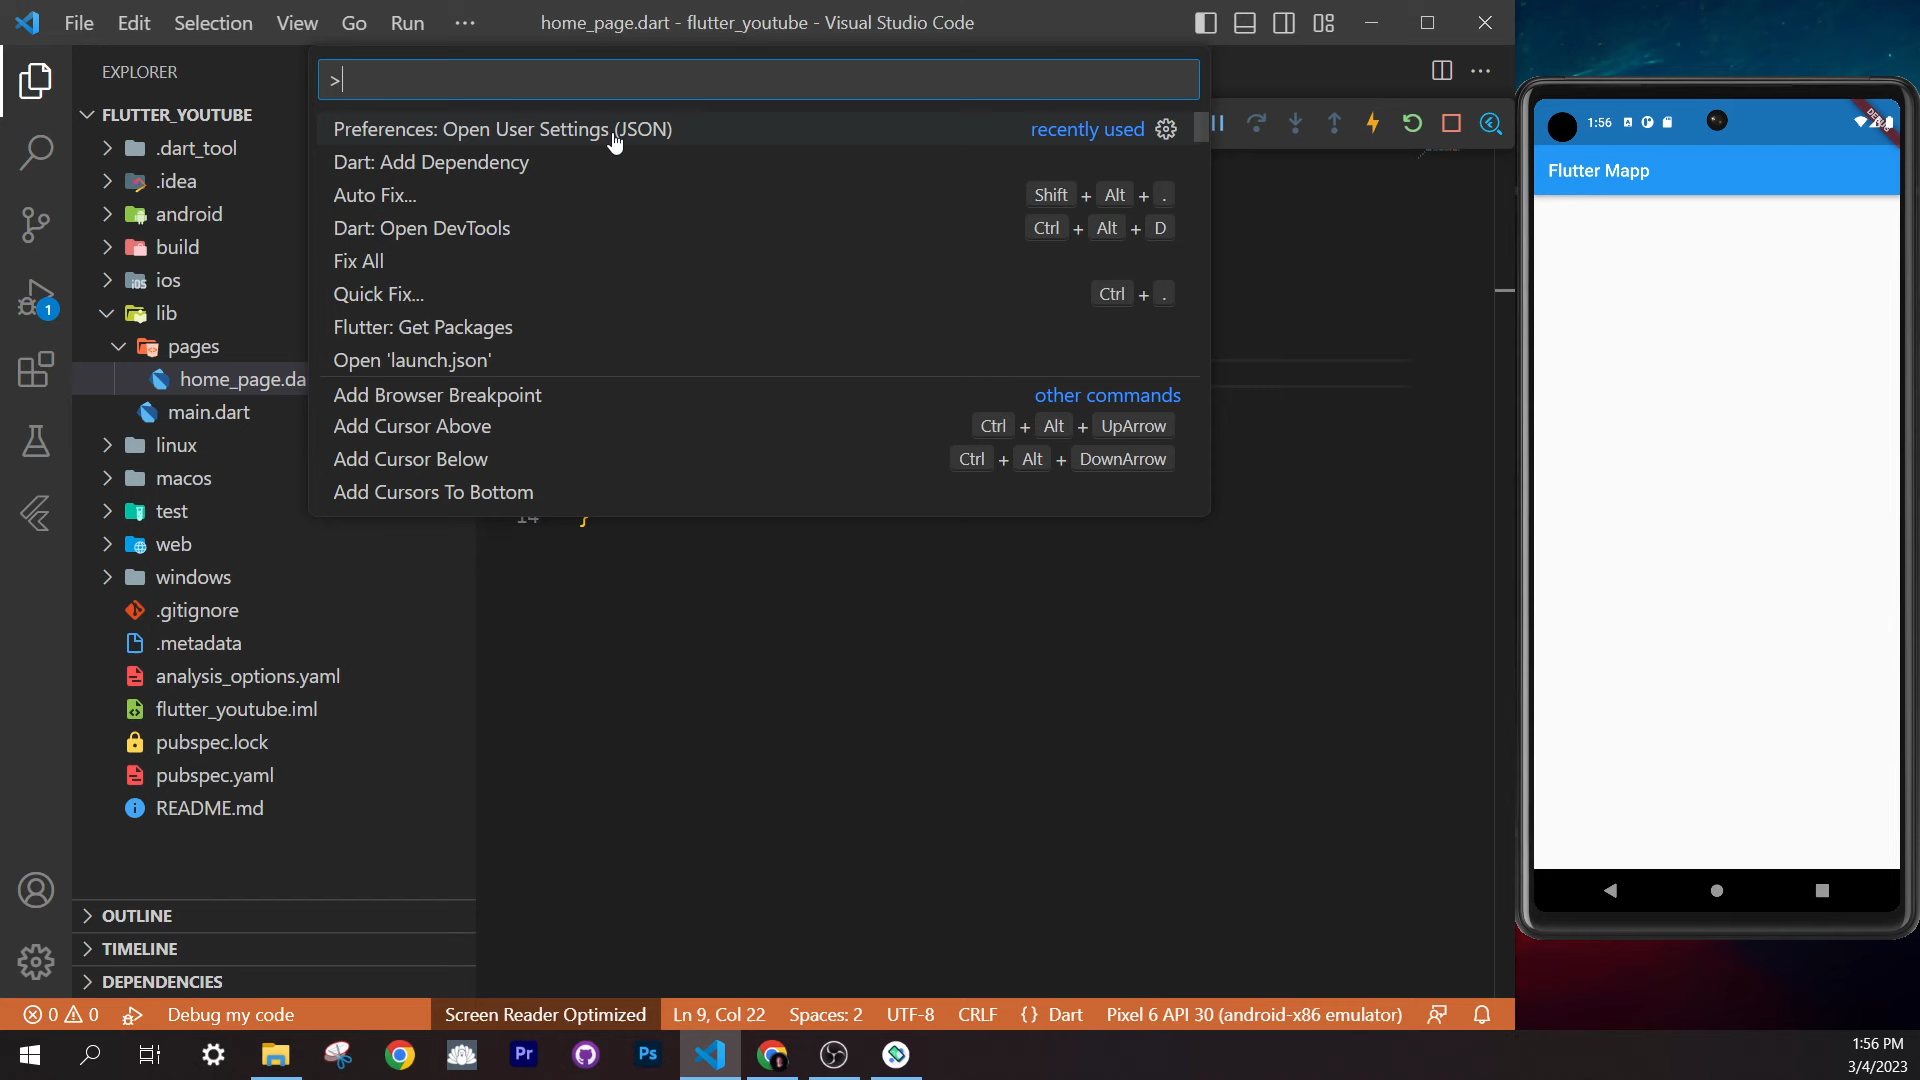 File Edit Selection View Go Run ··· home_page.dart - flutter_youtube - Visual Studio Code
EXPLORER
>
FLUTTER_YOUTUBE
.dart_tool
.idea
android
build
ios
lib
pages
home_page.da
main.dart
linux
macos
test
web
windows
.gitignore
.metadata
analysis_options.yaml
flutter_youtube.iml
pubspec.lock
pubspec.yaml
README.md
OUTLINE
TIMELINE
DEPENDENCIES
1
Preferences: Open User Settings (JSON) recently used
Dart: Add Dependency
Auto Fix... Shift + Alt + .
Dart: Open DevTools Ctrl + Alt + D
Fix All
Quick Fix... Ctrl + .
Flutter: Get Packages
Open 'launch.json'
Add Browser Breakpoint other commands
Add Cursor Above Ctrl + Alt + UpArrow
Add Cursor Below Ctrl + Alt + DownArrow
Add Cursors To Bottom
14 }
1:56
DEBUG
Flutter Mapp
0 0 Debug my code Screen Reader Optimized Ln 9, Col 22 Spaces: 2 UTF-8 CRLF {} Dart Pixel 6 API 30 (android-x86 emulator)
Pr Ps
1:56 PM
3/4/2023